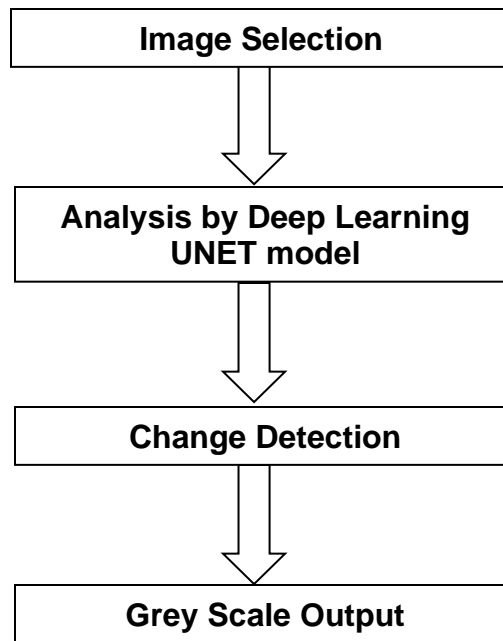 Image Selection
Analysis by Deep Learning
UNET model
Change Detection
Grey Scale Output